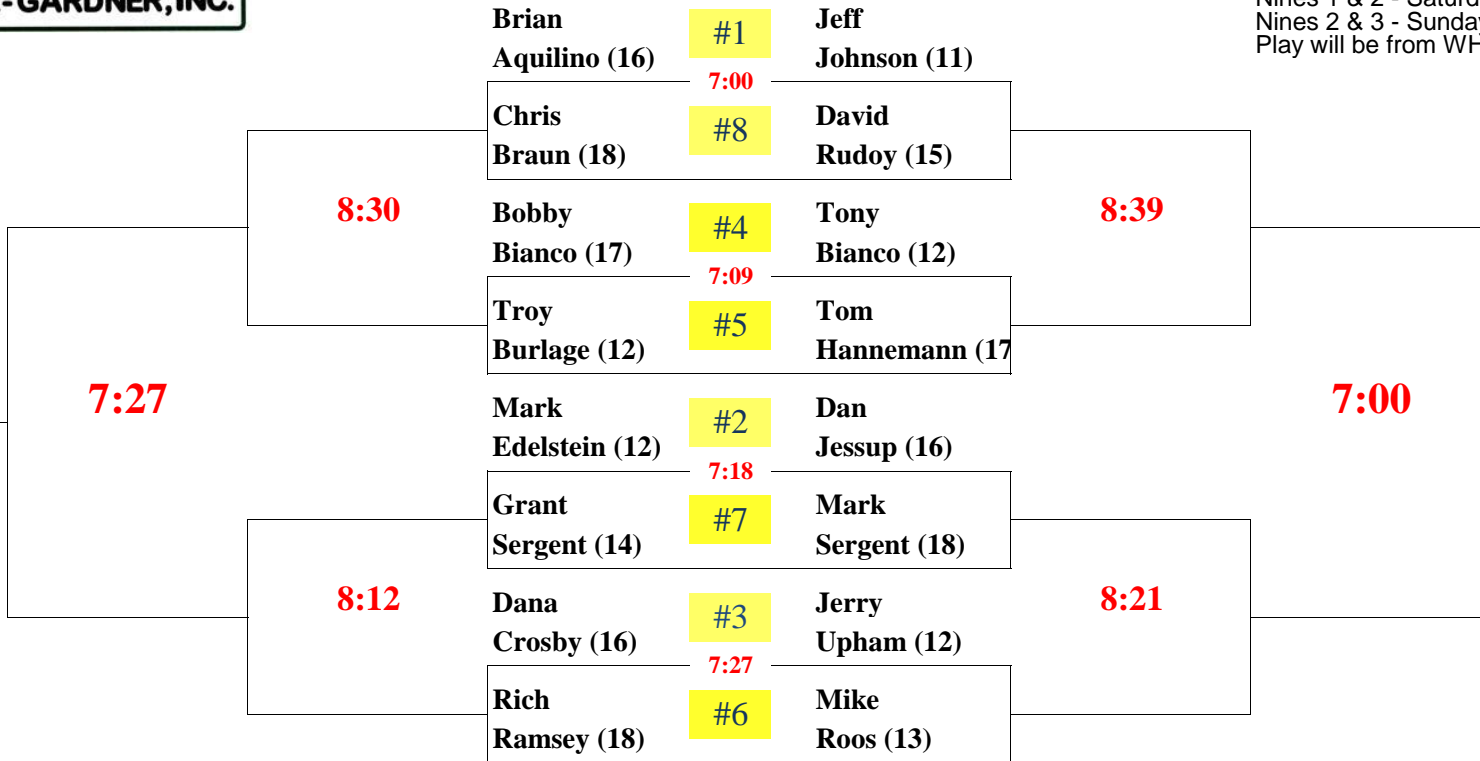 -GARDNER, INC.
Nines 2 & 3 - Sunday
Play will be from WH
Brian
Aquilino (16)
#1
Jeff
Johnson (11)
7:00
Chris
Braun (18)
#8
David
Rudoy (15)
8:30
Bobby
Bianco (17)
#4
Tony
Bianco (12)
8:39
7:09
Troy
Burlage (12)
#5
Tom
Hannemann (17
7:27
Mark
Edelstein (12)
#2
Dan
Jessup (16)
7:00
7:18
Grant
Sergent (14)
#7
Mark
Sergent (18)
8:12
Dana
Crosby (16)
#3
Jerry
Upham (12)
8:21
7:27
Rich
Ramsey (18)
#6
Mike
Roos (13)